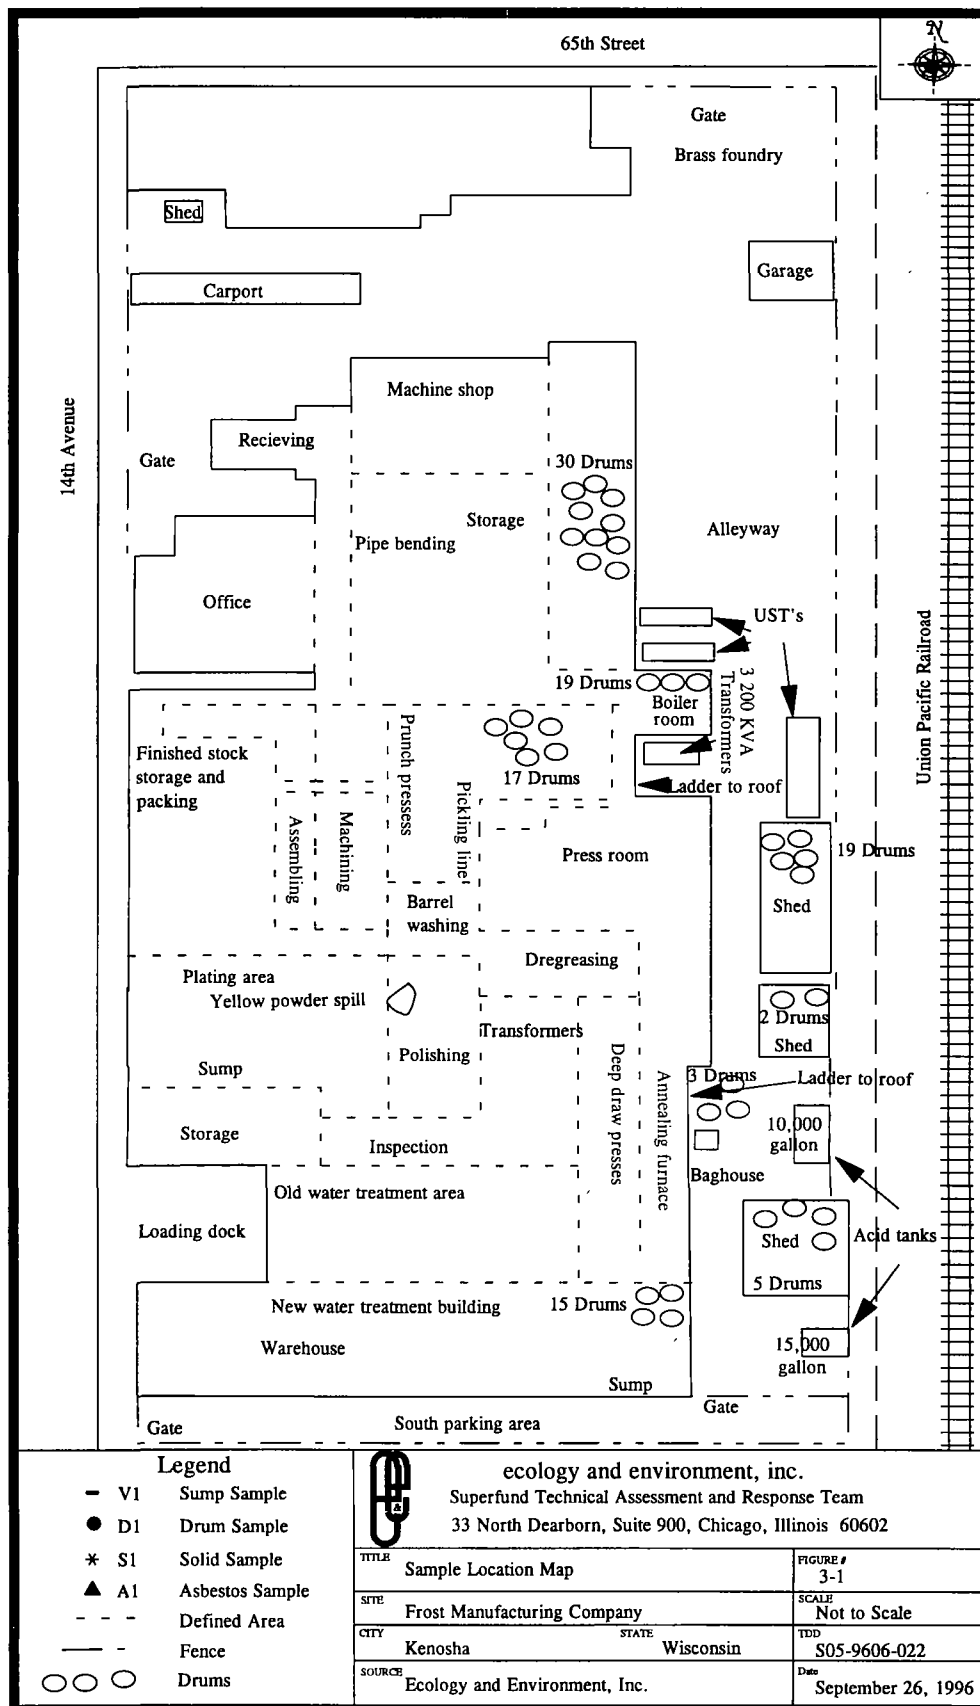 65th Street
N
Gate
Brass foundry
Shed
Garage
Carport
Machine shop
14th Avenue
Recieving
Gate
30 Drums
Storage
Pipe bending
Alleyway
Office
UST's
Union Pacific Railroad
19 Drums
Boiler
room
3 200 KVA
Transformers
Finished stock
storage and
packing
Prunch pressess
17 Drums
Pickling line
Ladder to roof
Assembling
Machining
Press room
19 Drums
Shed
Barrel
washing
Dregreasing
Plating area
Yellow powder spill
Transformers
2 Drums
Shed
Polishing
Sump
Deep draw presses
Annealing furnace
3 Drums
Ladder to roof
10,000
gallon
Storage
Inspection
Baghouse
Old water treatment area
Loading dock
Shed
Acid tanks
5 Drums
New water treatment building
15 Drums
Warehouse
15,000
gallon
Sump
Gate
South parking area
Gate
Legend
V1 Sump Sample
D1 Drum Sample
S1 Solid Sample
A1 Asbestos Sample
Defined Area
Fence
Drums
&
ecology and environment, inc.
Superfund Technical Assessment and Response Team
33 North Dearborn, Suite 900, Chicago, Illinois 60602
TITLE Sample Location Map
FIGURE # 3-1
SITE Frost Manufacturing Company
SCALE Not to Scale
CITY Kenosha STATE Wisconsin
TDD S05-9606-022
SOURCE Ecology and Environment, Inc.
Date September 26, 1996